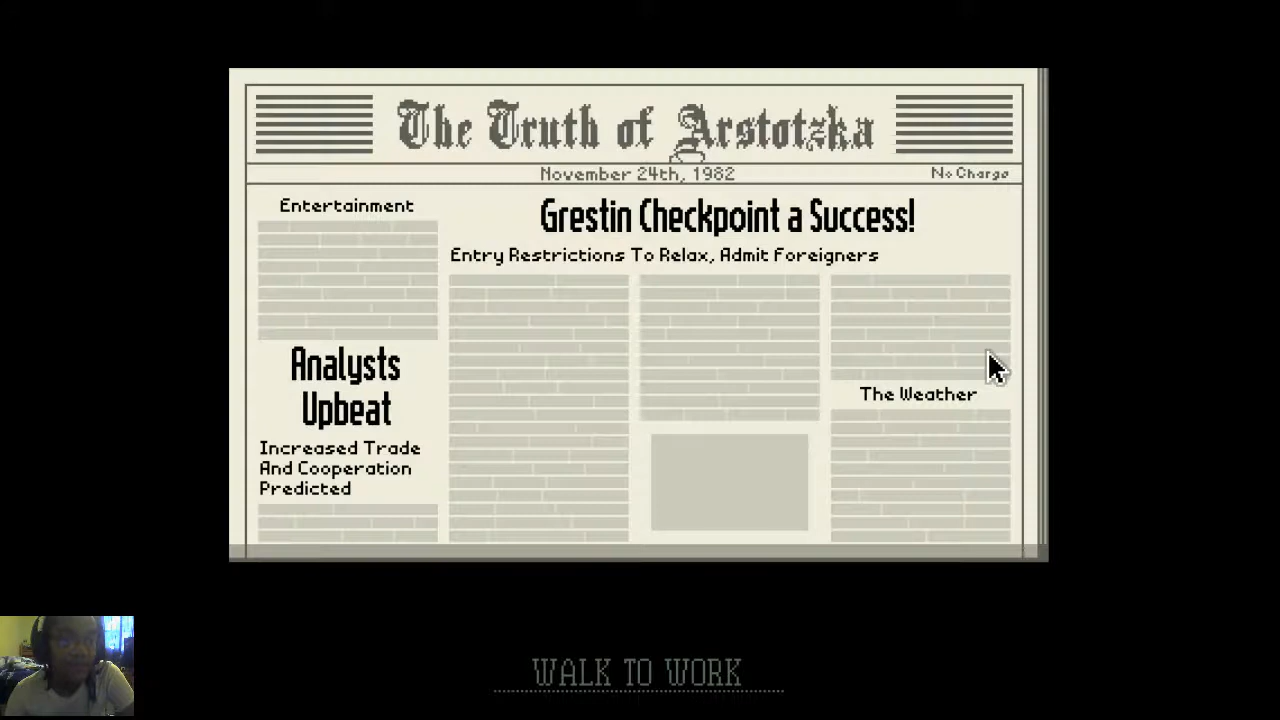 The Truth of Arstotzka
November 24th, 1982
No Charge
Entertainment
Grestin Checkpoint a Success!
Entry Restrictions To Relax, Admit Foreigners
Analysts
Upbeat
Increased Trade
And Cooperation
Predicted
The Weather
WALK TO WORK